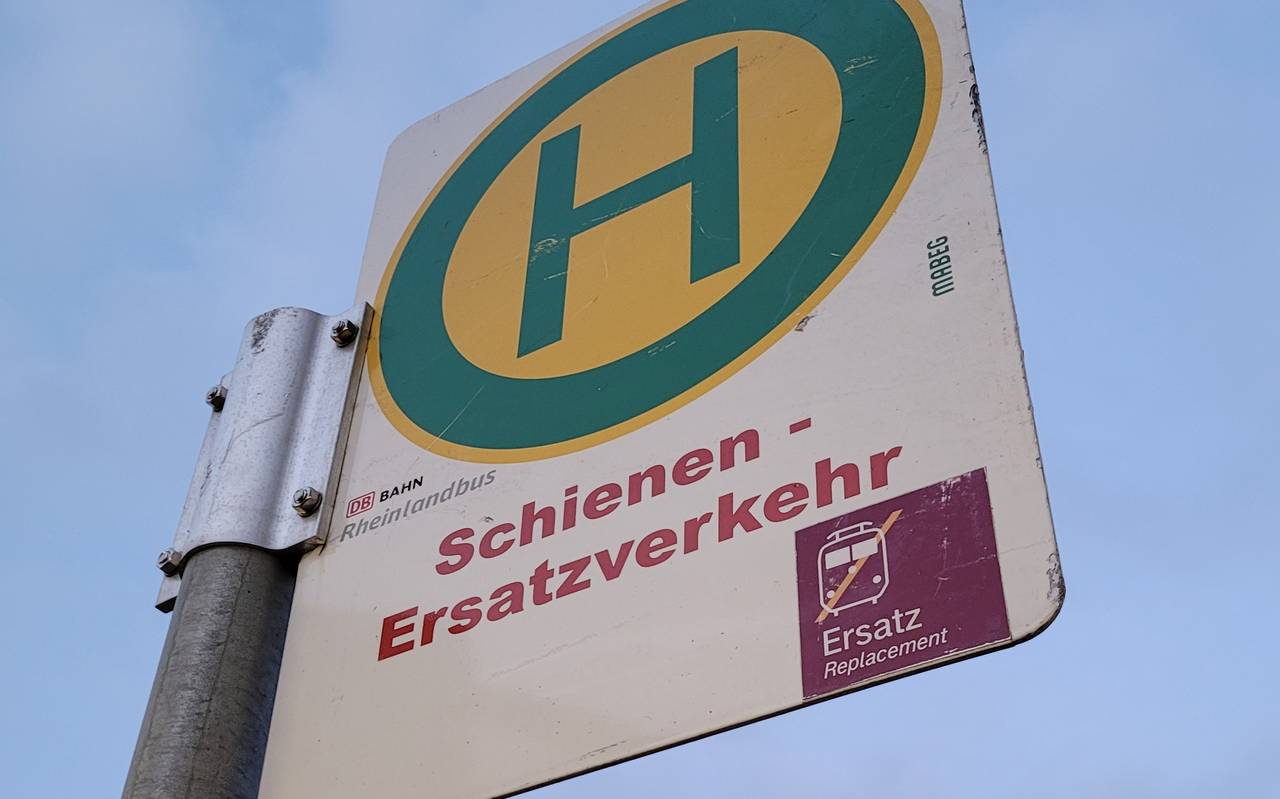 H
MABEG
DB BAHN
Rheinlandbus
Schienen -
Ersatzverkehr
Ersatz
Replacement